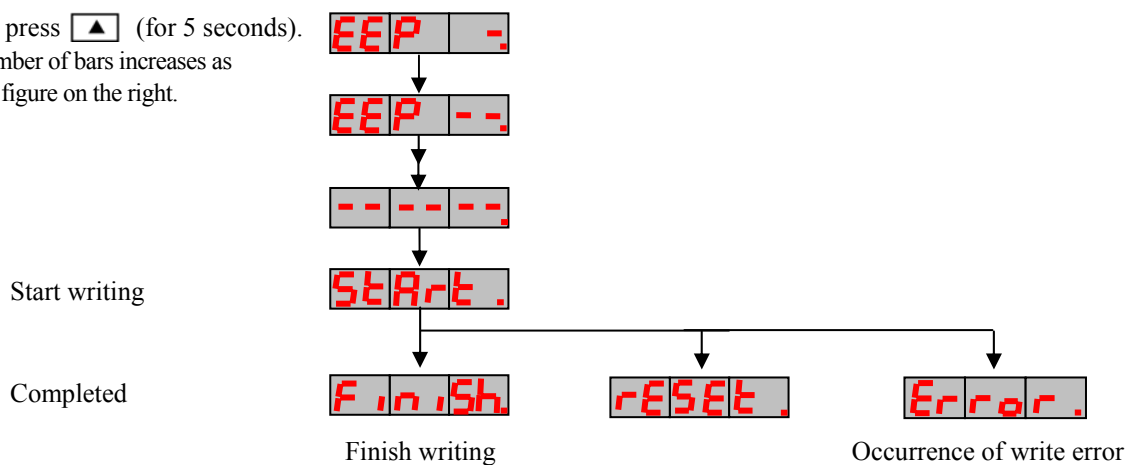 press ▲ (for 5 seconds).
EEP -.
mber of bars increases as
figure on the right.
EEP --.
------.
Start writing
StArt .
Completed
FiniSh.
rESEt .
Error .
Finish writing
Occurrence of write error